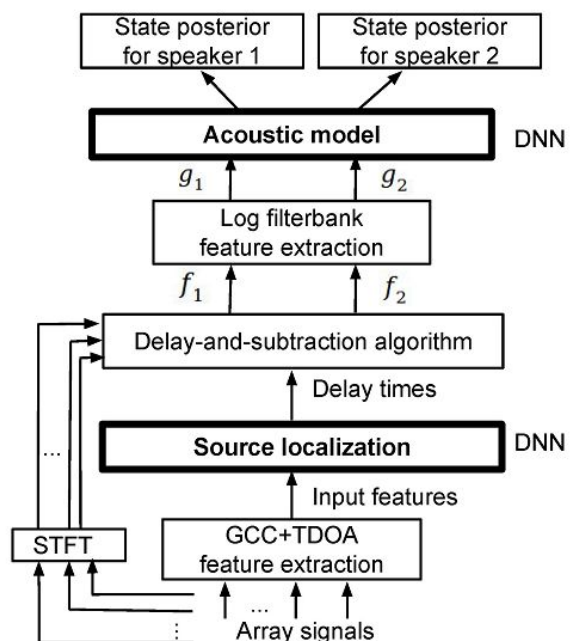 State posterior
for speaker 1
State posterior
for speaker 2
Acoustic model
DNN
g₁
g₂
Log filterbank
feature extraction
f₁
f₂
Delay-and-subtraction algorithm
Delay times
Source localization
DNN
Input features
STFT
GCC+TDOA
feature extraction
...
...
...
Array signals